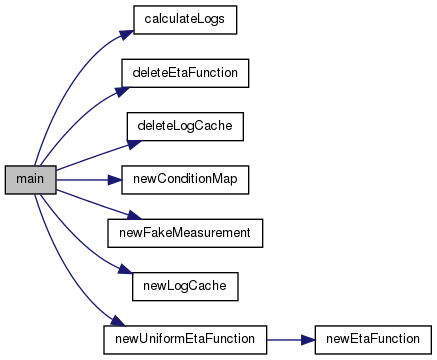 calculateLogs
deleteEtaFunction
deleteLogCache
main
newConditionMap
newFakeMeasurement
newLogCache
newUniformEtaFunction
newEtaFunction